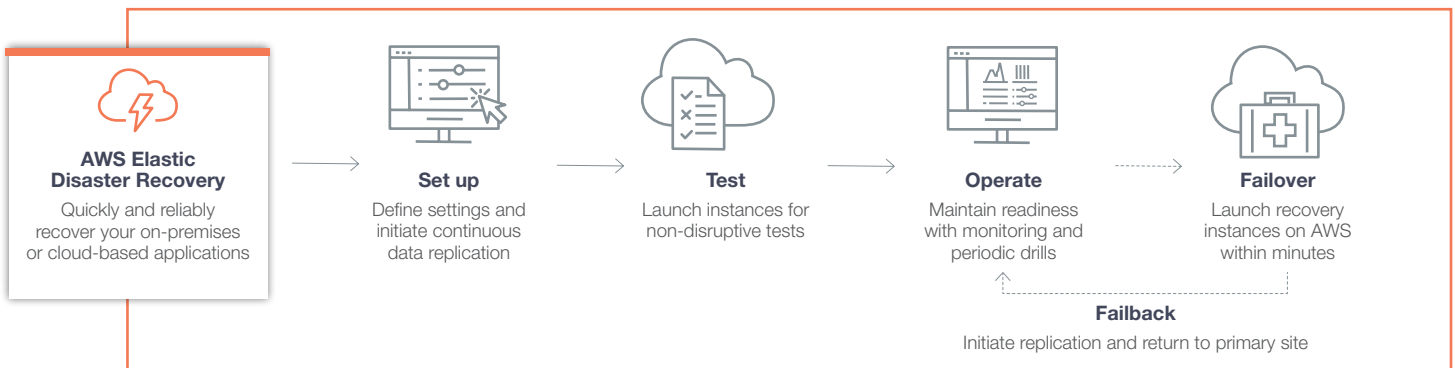 AWS Elastic
Disaster Recovery
Quickly and reliably
recover your on-premises
or cloud-based applications
Set up
Define settings and
initiate continuous
data replication
Test
Launch instances for
non-disruptive tests
Operate
Maintain readiness
with monitoring and
periodic drills
Failover
Launch recovery
instances on AWS
within minutes
Failback
Initiate replication and return to primary site